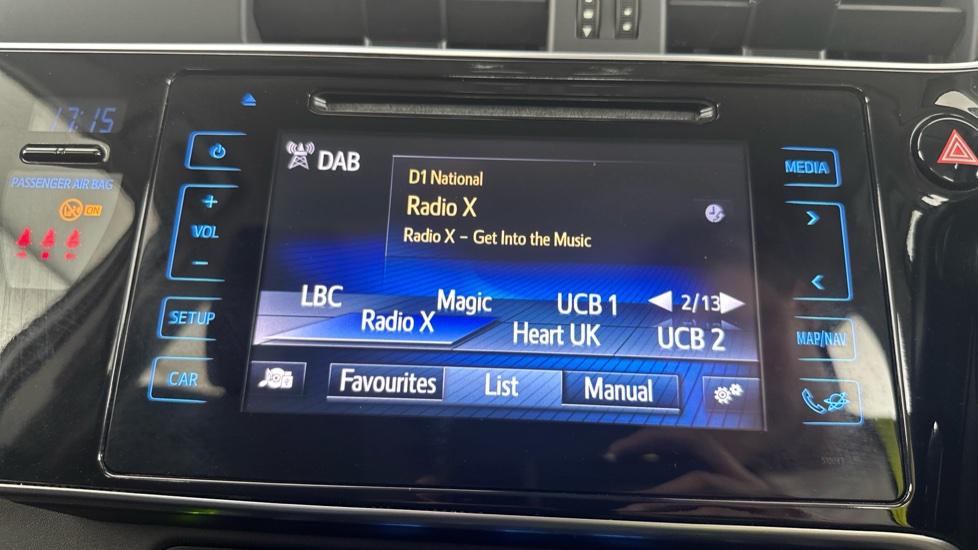 17:15
PASSENGER AIR BAG
ON
VOL
SETUP
CAR
DAB
D1 National
Radio X
Radio X - Get Into the Music
LBC Magic UCB 1 2/13
Radio X Heart UK UCB 2
Favourites List Manual
MEDIA
MAP/NAV